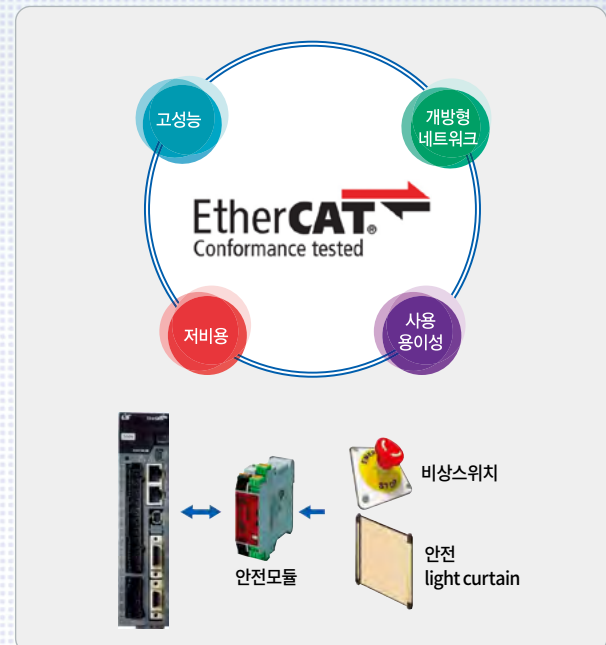 고성능
개방형
네트워크
EtherCAT®
Conformance tested
저비용
사용
용이성
비상스위치
STOP
안전모듈
안전
light curtain